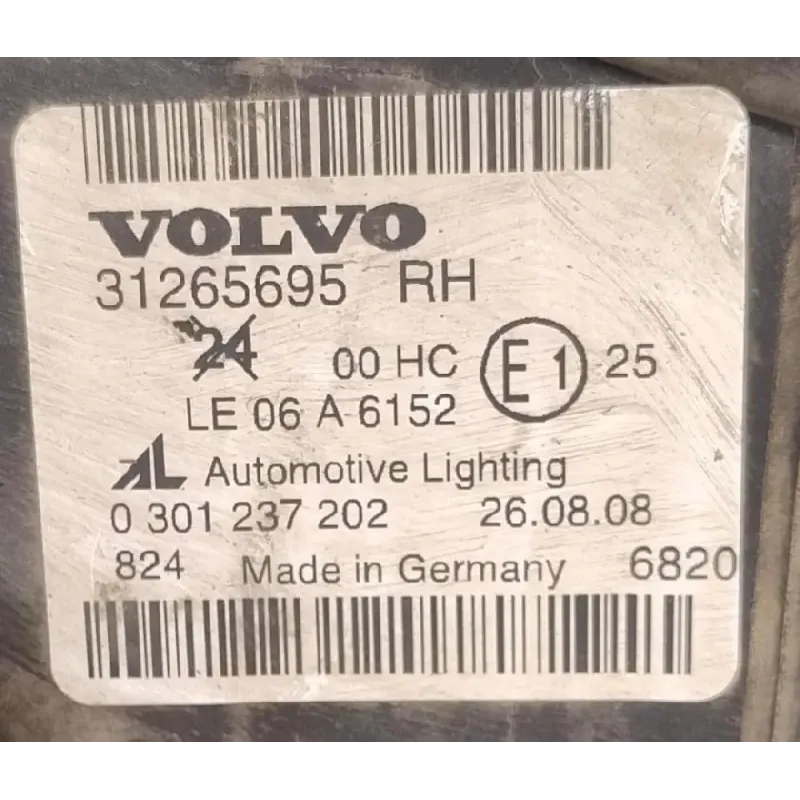 VOLVO
31265695 RH
24 00 HC E1 25
LE 06 A 6152
AL Automotive Lighting
0 301 237 202 26.08.08
824 Made in Germany 6820